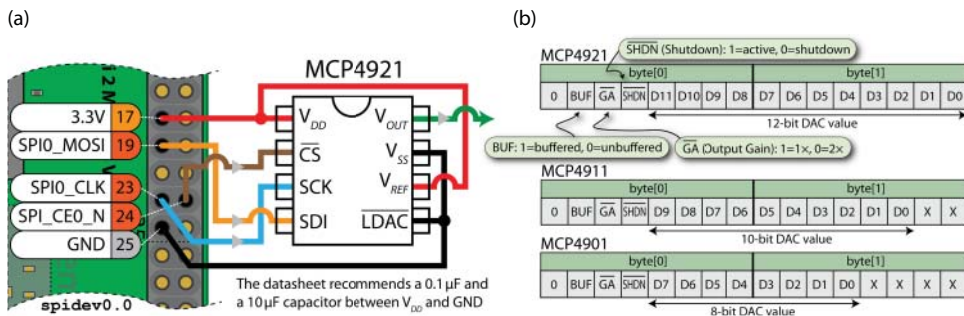 (a)
3.3V 17
SPI0_MOSI 19
SPI0_CLK 23
SPI_CE0_N 24
GND 25
spidev0.0
MCP4921
VDD VOUT
CS VSS
SCK VREF
SDI LDAC
The datasheet recommends a 0.1 μF and
a 10 μF capacitor between VDD and GND
(b)
SHDN (Shutdown): 1=active, 0=shutdown
MCP4921
byte[0] byte[1]
0 BUF GA SHDN D11 D10 D9 D8 D7 D6 D5 D4 D3 D2 D1 D0
12-bit DAC value
BUF: 1=buffered, 0=unbuffered
GA (Output Gain): 1=1×, 0=2×
MCP4911
byte[0] byte[1]
0 BUF GA SHDN D9 D8 D7 D6 D5 D4 D3 D2 D1 D0 X X
10-bit DAC value
MCP4901
byte[0] byte[1]
0 BUF GA SHDN D7 D6 D5 D4 D3 D2 D1 D0 X X X X
8-bit DAC value